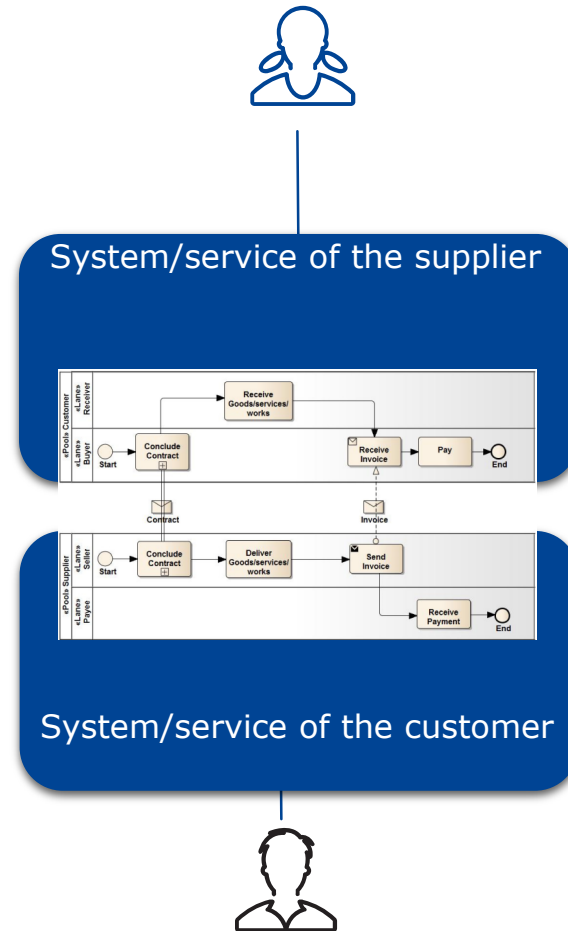 System/service of the supplier
«Pool» Customer
«Lane»
Receiver
Receive
Goods/services/
works
«Lane»
Buyer
Start
Conclude
Contract
Receive
Invoice
Pay
End
Contract
Invoice
«Pool» Supplier
«Lane»
Seller
Start
Conclude
Contract
Deliver
Goods/services/
works
Send
Invoice
«Lane»
Payee
Receive
Payment
End
System/service of the customer